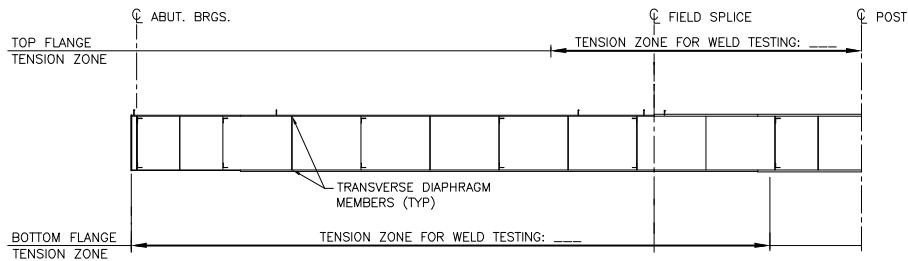 ℄ ABUT. BRGS.
℄ FIELD SPLICE
℄ POST
TOP FLANGE
TENSION ZONE
TENSION ZONE FOR WELD TESTING: ___
TRANSVERSE DIAPHRAGM
MEMBERS (TYP)
BOTTOM FLANGE
TENSION ZONE
TENSION ZONE FOR WELD TESTING: ___